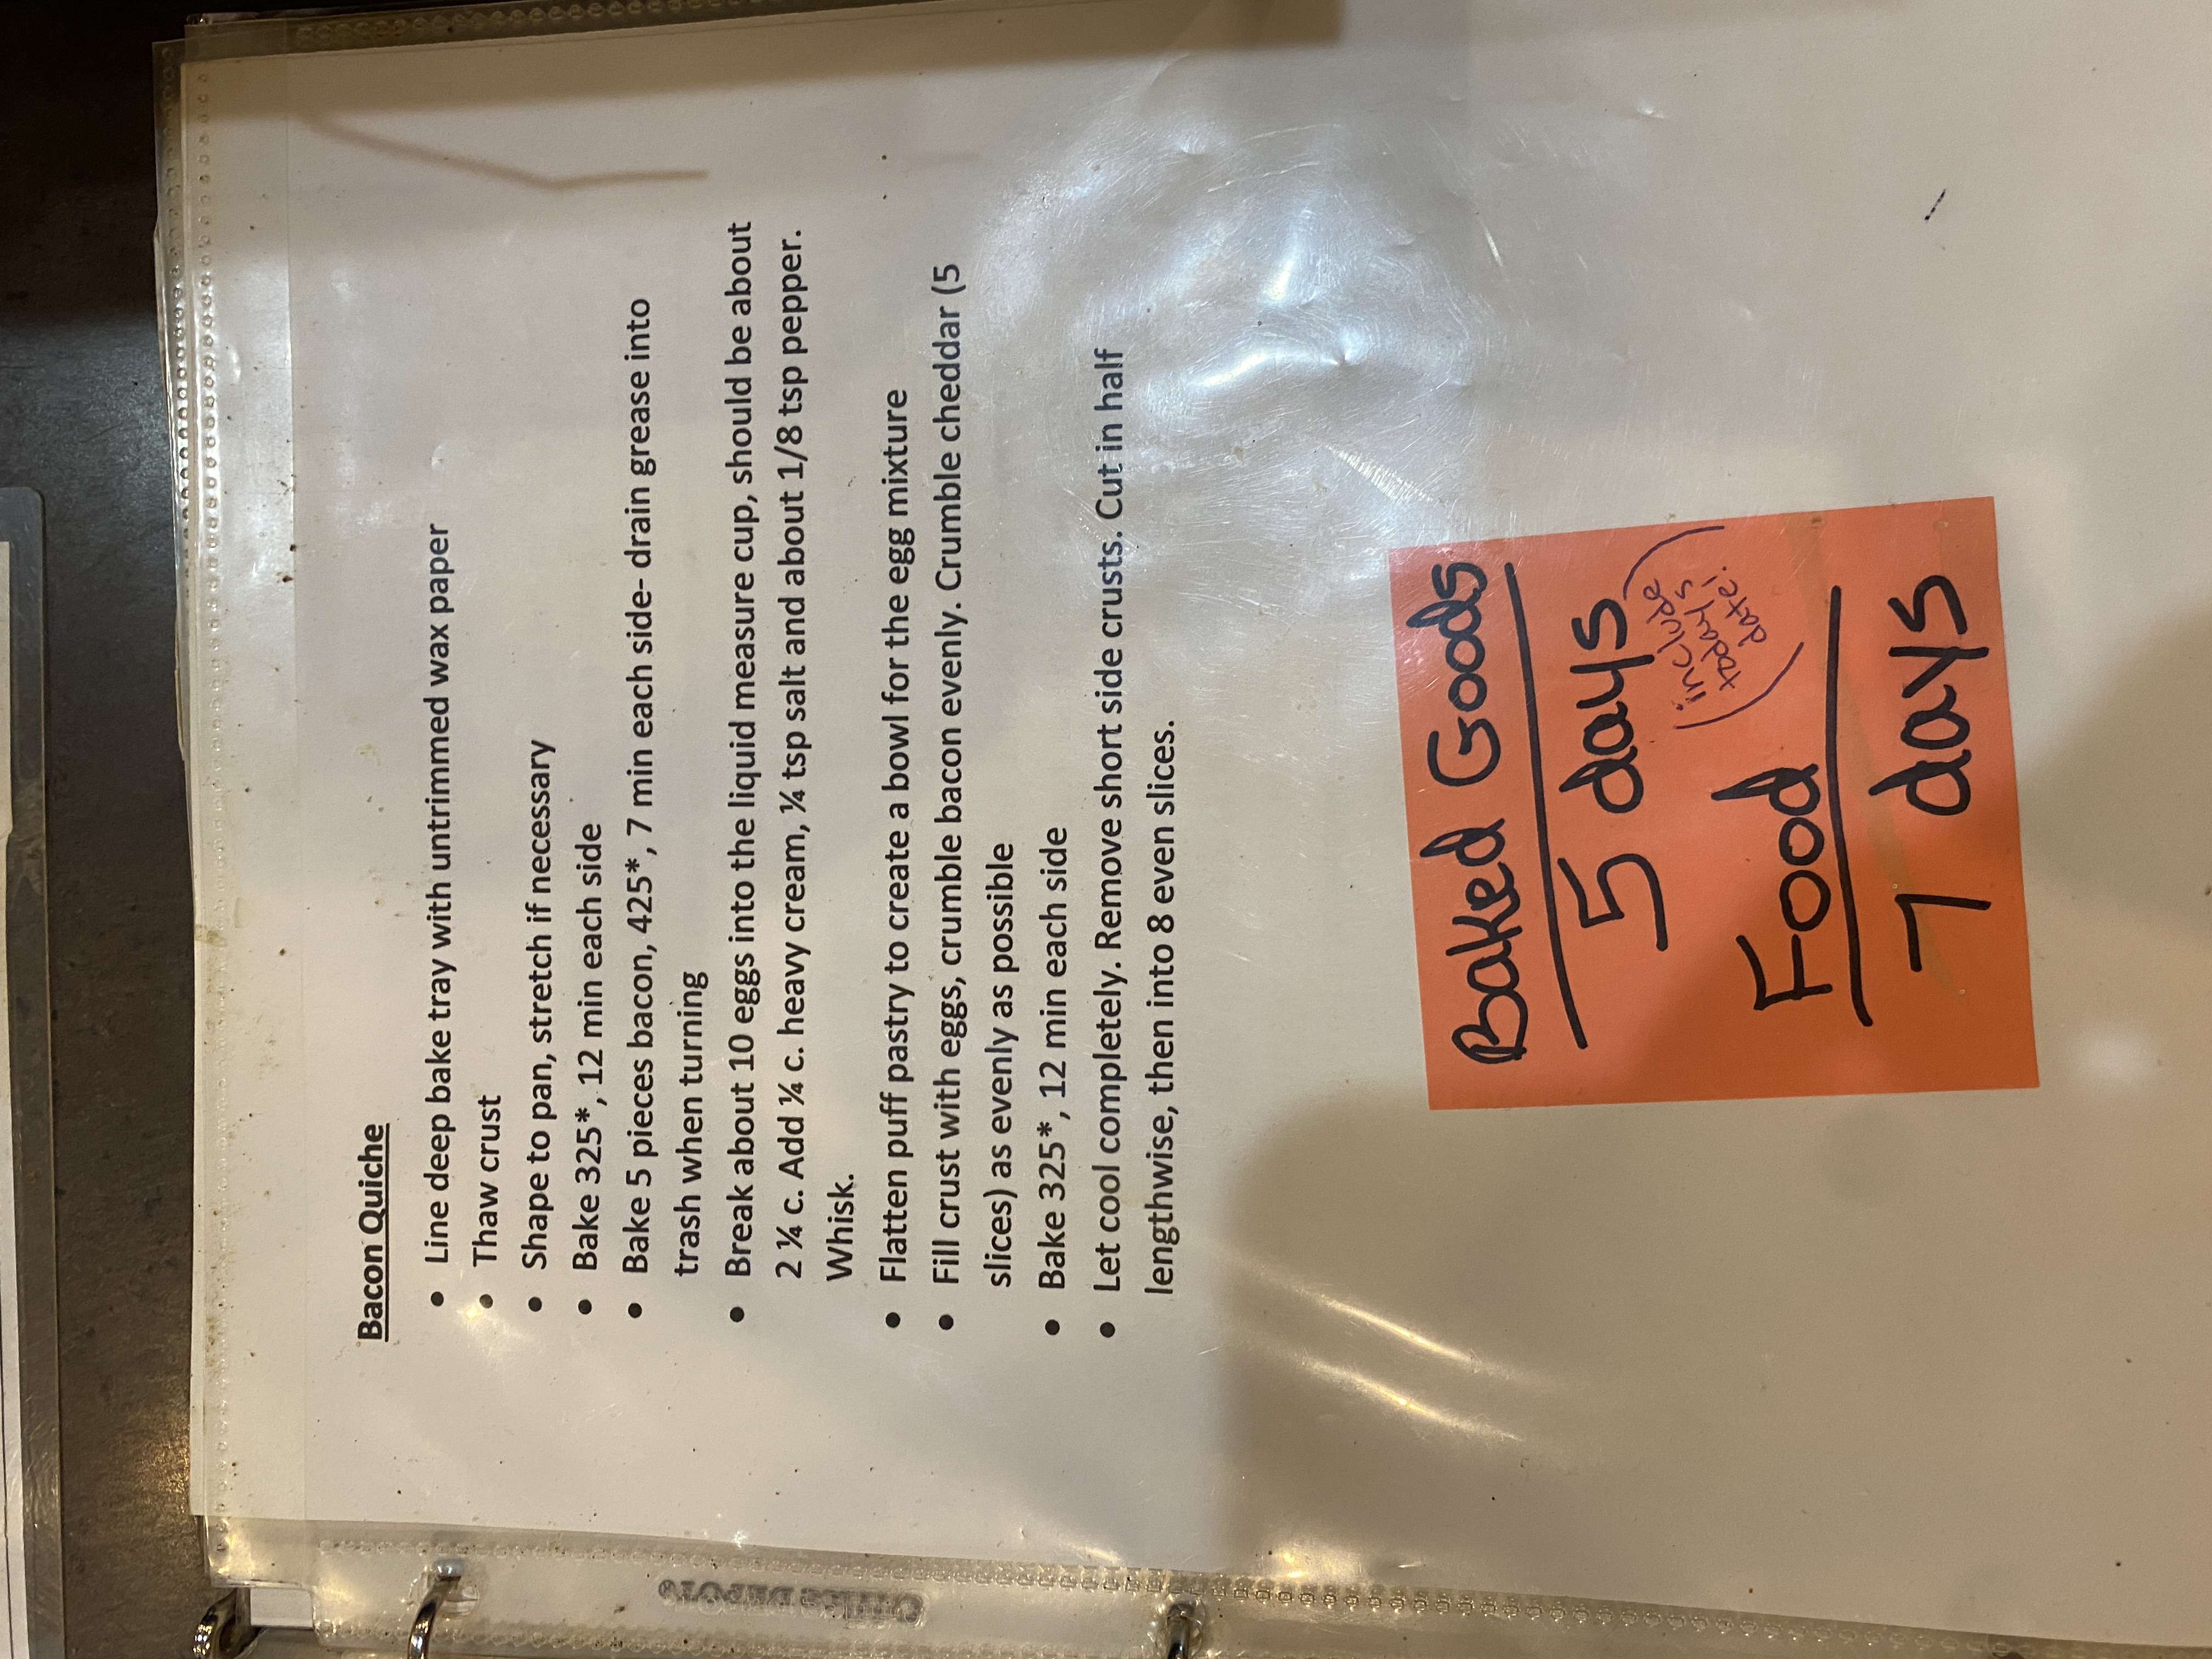 Bacon Quiche
• Line deep bake tray with untrimmed wax paper
• Thaw crust
• Shape to pan, stretch if necessary
• Bake 325*, 12 min each side
• Bake 5 pieces bacon, 425*, 7 min each side- drain grease into
trash when turning
• Break about 10 eggs into the liquid measure cup, should be about
2 ¼ c. Add ¼ c. heavy cream, ¼ tsp salt and about 1/8 tsp pepper.
Whisk.
• Flatten puff pastry to create a bowl for the egg mixture
• Fill crust with eggs, crumble bacon evenly. Crumble cheddar (5
slices) as evenly as possible
• Bake 325*, 12 min each side
• Let cool completely. Remove short side crusts. Cut in half
lengthwise, then into 8 even slices.
Baked Goods
5 days
(include
today's
date!)
Food
7 days
Office DEPOT®